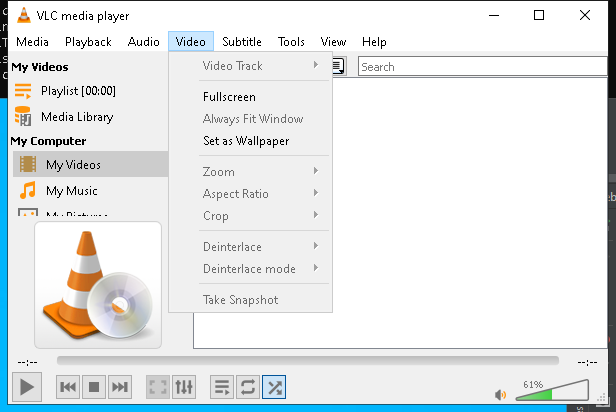 VLC media player
Media Playback Audio Video Subtitle Tools View Help
My Videos
Playlist [00:00]
Media Library
My Computer
My Videos
My Music
My Pictures
Video Track
Fullscreen
Always Fit Window
Set as Wallpaper
Zoom
Aspect Ratio
Crop
Deinterlace
Deinterlace mode
Take Snapshot
Search
--:-- --:--
61%